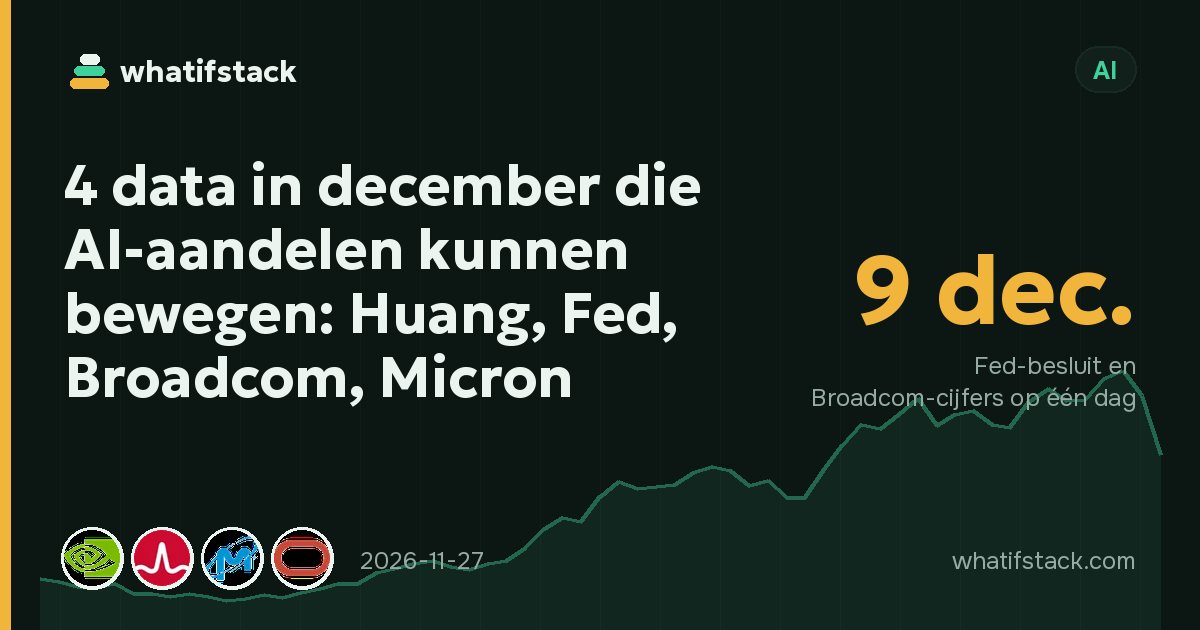 whatifstack
AI
4 data in december die
AI-aandelen kunnen
bewegen: Huang, Fed,
Broadcom, Micron
9 dec.
Fed-besluit en
Broadcom-cijfers op één dag
2026-11-27
whatifstack.com